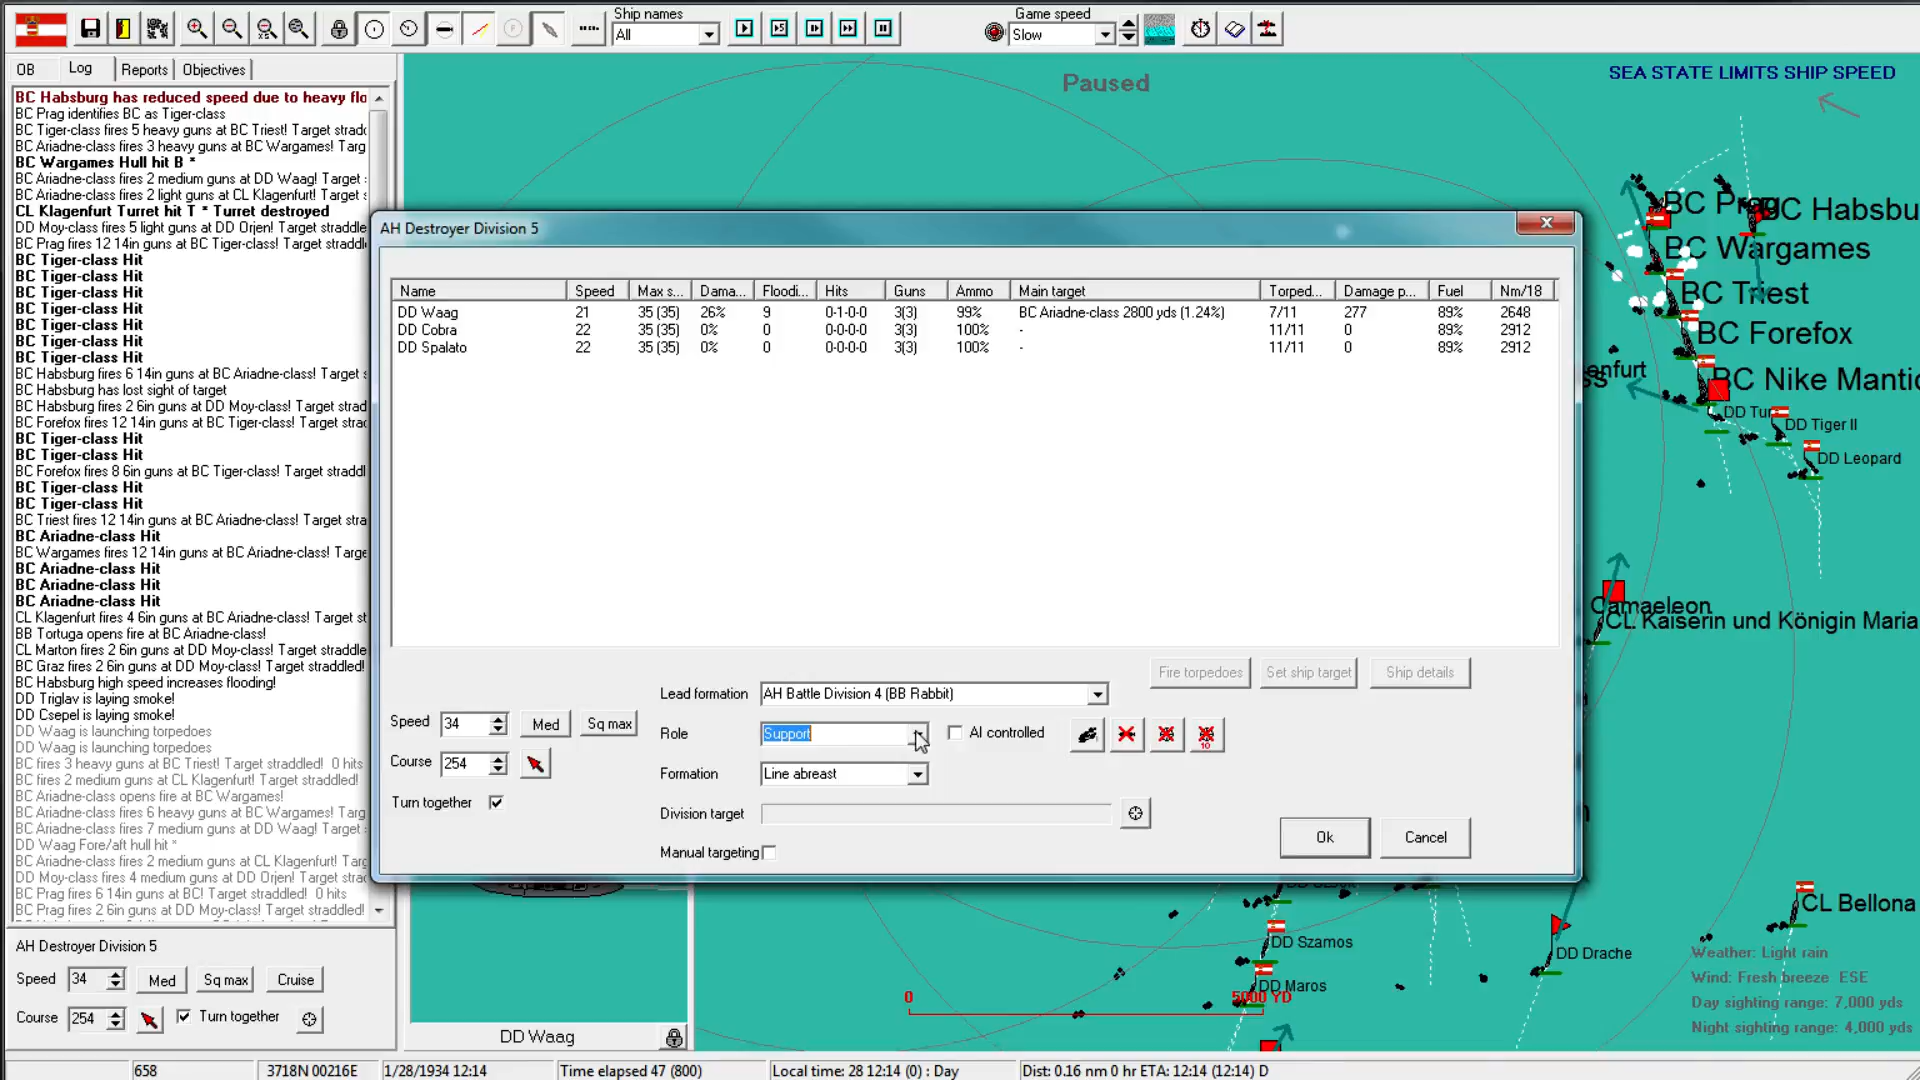 Ship names
All
Game speed
Slow
OB Log Reports Objectives
BC Habsburg has reduced speed due to heavy flo
BC Prag identifies BC as Tiger-class
BC Tiger-class fires 5 heavy guns at BC Triest! Target stradd
BC Ariadne-class fires 3 heavy guns at BC Wargames! Targ
BC Wargames Hull hit B *
BC Ariadne-class fires 2 medium guns at DD Waag! Target
BC Ariadne-class fires 2 light guns at CL Klagenfurt! Target s
CL Klagenfurt Turret hit T * Turret destroyed
DD Moy-class fires 5 light guns at DD Orjen! Target straddle
BC Prag fires 12 14in guns at BC Tiger-class! Target stradd
BC Tiger-class Hit
BC Tiger-class Hit
BC Tiger-class Hit
BC Tiger-class Hit
BC Tiger-class Hit
BC Tiger-class Hit
BC Tiger-class Hit
BC Habsburg fires 6 14in guns at BC Ariadne-class! Target s
BC Habsburg has lost sight of target
BC Habsburg fires 2 6in guns at DD Moy-class! Target strad
BC Forefox fires 12 14in guns at BC Tiger-class! Target stra
BC Tiger-class Hit
BC Tiger-class Hit
BC Forefox fires 8 6in guns at BC Tiger-class! Target straddl
BC Tiger-class Hit
BC Tiger-class Hit
BC Triest fires 12 14in guns at BC Ariadne-class! Target stra
BC Ariadne-class Hit
BC Wargames fires 12 14in guns at BC Ariadne-class! Targe
BC Ariadne-class Hit
BC Ariadne-class Hit
BC Ariadne-class Hit
CL Klagenfurt fires 4 6in guns at BC Ariadne-class! Target st
BB Tortuga opens fire at BC Ariadne-class!
CL Marton fires 2 6in guns at DD Moy-class! Target straddle
BC Graz fires 2 6in guns at DD Moy-class! Target straddled!
BC Habsburg high speed increases flooding!
DD Triglav is laying smoke!
DD Csepel is laying smoke!
DD Waag is launching torpedoes
DD Waag is launching torpedoes
BC fires 3 heavy guns at BC Triest! Target straddled! 0 hits
BC fires 2 medium guns at CL Klagenfurt! Target straddled!
BC Ariadne-class opens fire at BC Wargames!
BC Ariadne-class fires 6 heavy guns at BC Wargames! Targ
BC Ariadne-class fires 7 medium guns at DD Waag! Target
DD Waag Fore/aft hull hit *
BC Ariadne-class fires 2 medium guns at CL Klagenfurt! Targ
DD Moy-class fires 4 medium guns at DD Orjen! Target strad
BC Prag fires 6 14in guns at BC! Target straddled! 0 hits
BC Prag fires 2 6in guns at DD Moy-class! Target straddled!
AH Destroyer Division 5
Speed 34 Med Sq max Cruise
Course 254 Turn together
Paused
SEA STATE LIMITS SHIP SPEED
BC Prag
BC Habsbu
BC Wargames
BC Triest
BC Forefox
enfurt
BC Nike Mantic
DD Tur
DD Tiger II
DD Leopard
Camaeleon
CL Kaiserin und Königin Maria
CL Bellona
DD Drache
DD Szamos
DD Maros
0 5000 YD
Weather: Light rain
Wind: Fresh breeze ESE
Day sighting range: 7,000 yds
Night sighting range: 4,000 yds
AH Destroyer Division 5
Name Speed Max s... Dama... Floodi... Hits Guns Ammo Main target Torped... Damage p... Fuel Nm/18
DD Waag 21 35 (35) 26% 9 0-1-0-0 3(3) 99% BC Ariadne-class 2800 yds (1.24%) 7/11 277 89% 2648
DD Cobra 22 35 (35) 0% 0 0-0-0-0 3(3) 100% - 11/11 0 89% 2912
DD Spalato 22 35 (35) 0% 0 0-0-0-0 3(3) 100% - 11/11 0 89% 2912
Fire torpedoes Set ship target Ship details
Lead formation AH Battle Division 4 (BB Rabbit)
Speed 34 Med Sq max
Role Support AI controlled
10
Course 254
Formation Line abreast
Turn together
Division target
Manual targeting
Ok Cancel
DD Waag
658 3718N 00216E 1/28/1934 12:14 Time elapsed 47 (800) Local time: 28 12:14 (0) : Day Dist: 0.16 nm 0 hr ETA: 12:14 (12:14) D